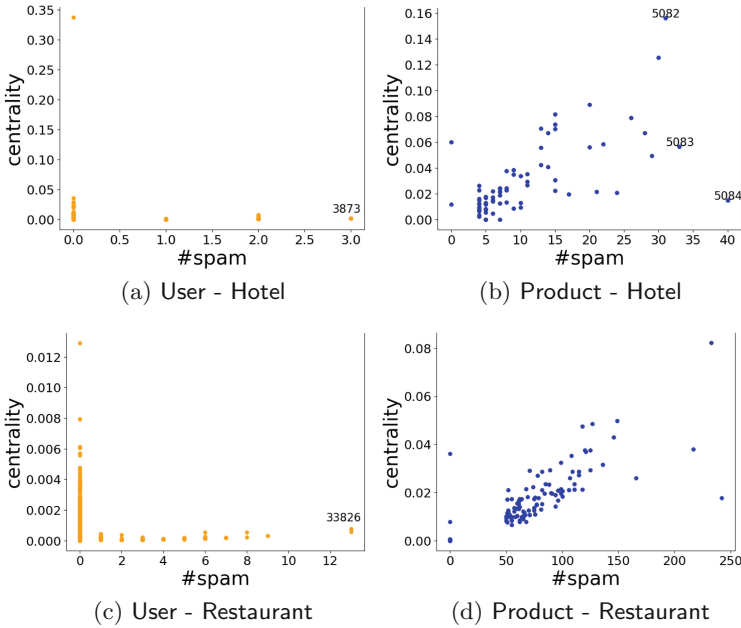 0.35
0.30
0.25
0.20
0.15
0.10
0.05
0.00
centrality
3873
0.0 0.5 1.0 1.5 2.0 2.5 3.0
#spam
(a) User - Hotel
0.16
0.14
0.12
0.10
0.08
0.06
0.04
0.02
0.00
centrality
5082
5083
5084
0 5 10 15 20 25 30 35 40
#spam
(b) Product - Hotel
0.012
0.010
0.008
0.006
0.004
0.002
0.000
centrality
33826
0 2 4 6 8 10 12
#spam
(c) User - Restaurant
0.08
0.06
0.04
0.02
0.00
centrality
0 50 100 150 200 250
#spam
(d) Product - Restaurant